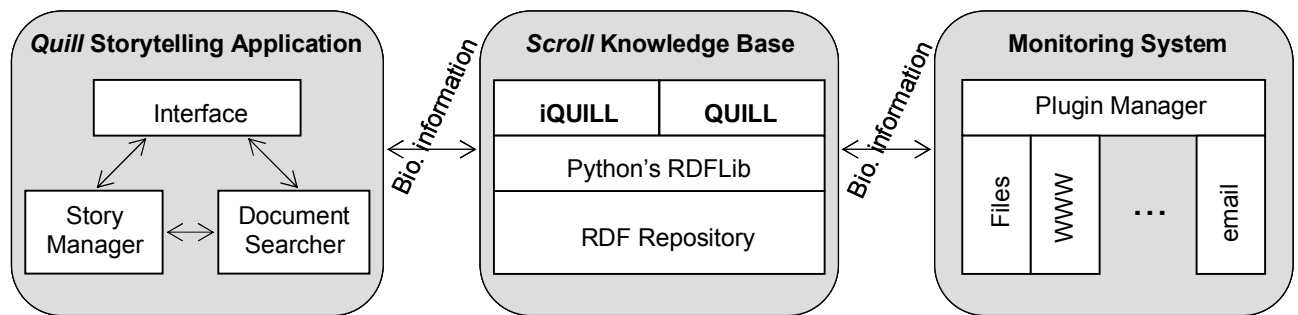 Quill Storytelling Application
Interface
Story
Manager
Document
Searcher
Bio. information
Scroll Knowledge Base
iQUILL
QUILL
Python's RDFLib
RDF Repository
Bio. information
Monitoring System
Plugin Manager
Files
WWW
...
email